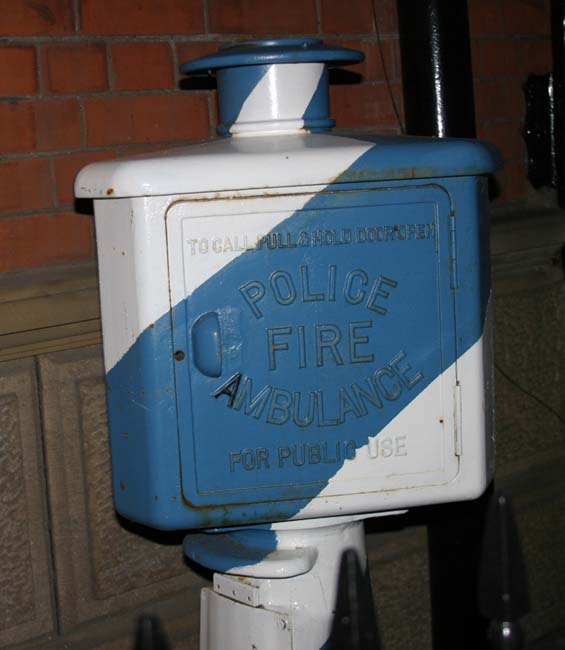 TO CALL PULL & HOLD DOOR OPEN
POLICE
FIRE
AMBULANCE
FOR PUBLIC USE